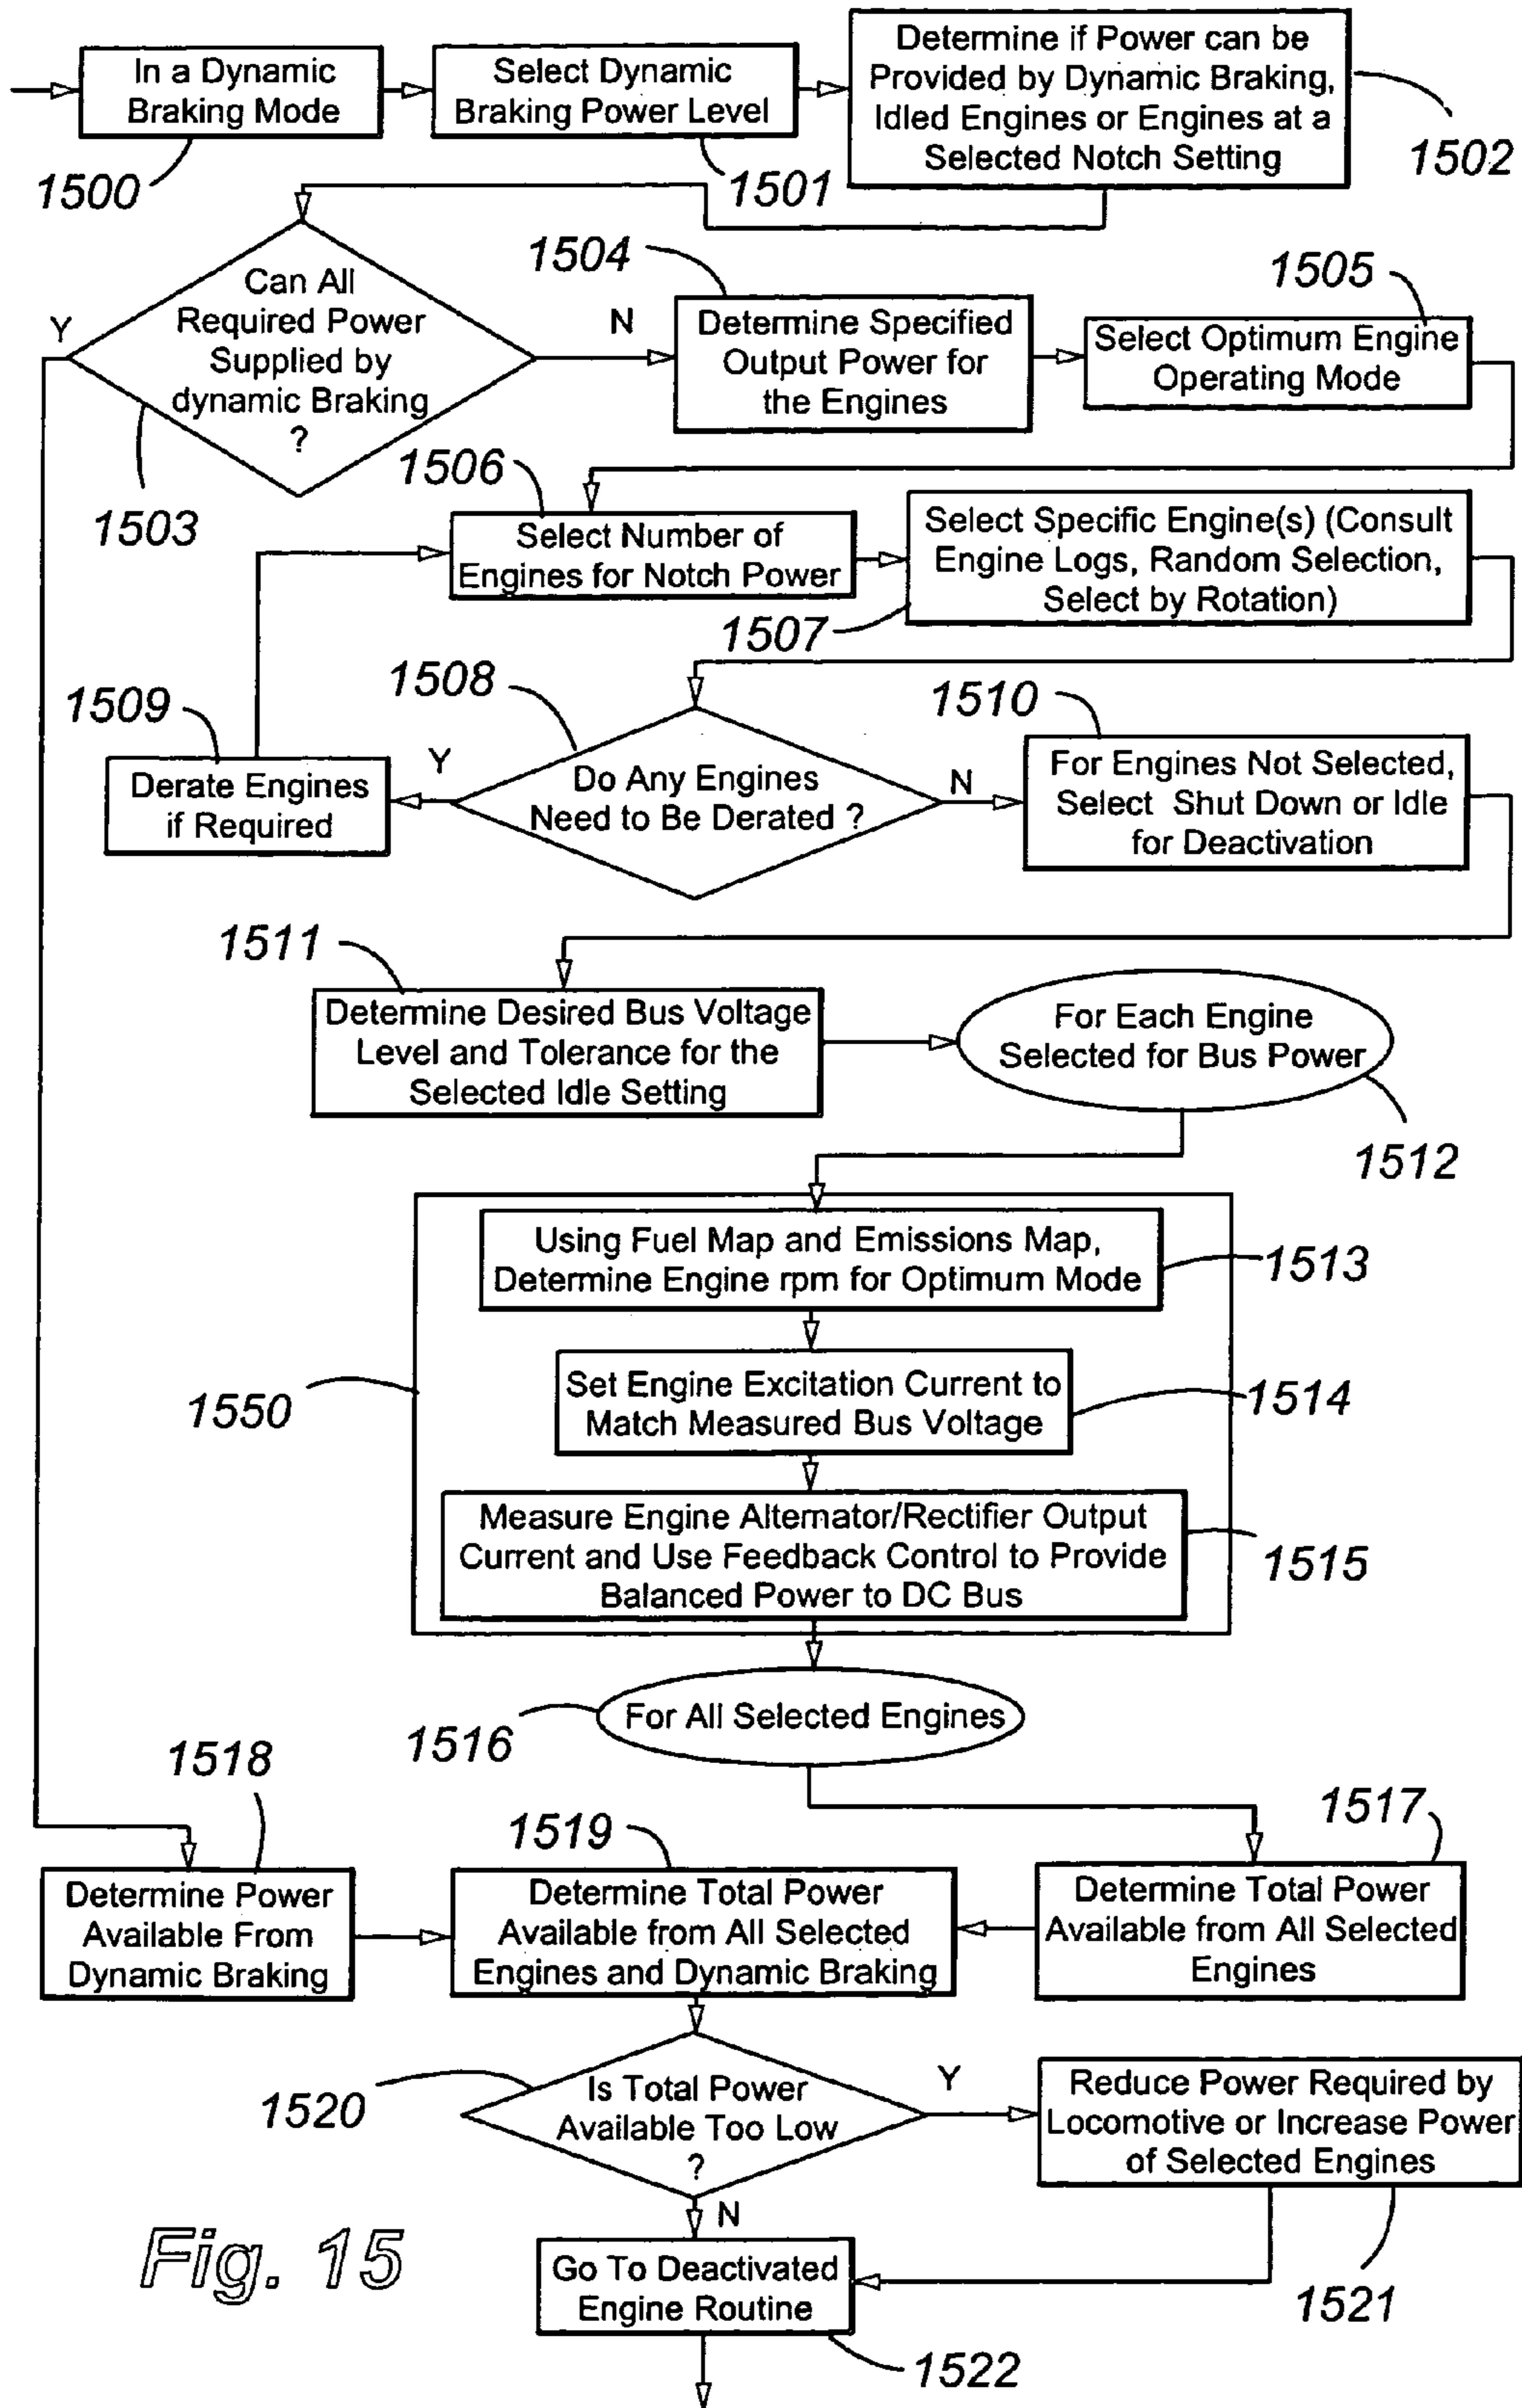 In a Dynamic
Braking Mode
1500
Select Dynamic
Braking Power Level
1501
Determine if Power can be
Provided by Dynamic Braking,
Idled Engines or Engines at a
Selected Notch Setting
1502
Can All
Required Power
Supplied by
dynamic Braking
?
Y
N
1503
1504
Determine Specified
Output Power for
the Engines
1505
Select Optimum Engine
Operating Mode
1506
Select Number of
Engines for Notch Power
Select Specific Engine(s) (Consult
Engine Logs, Random Selection,
Select by Rotation)
1507
1508
Do Any Engines
Need to Be Derated ?
Y
N
1509
Derate Engines
if Required
1510
For Engines Not Selected,
Select Shut Down or Idle
for Deactivation
1511
Determine Desired Bus Voltage
Level and Tolerance for the
Selected Idle Setting
For Each Engine
Selected for Bus Power
1512
Using Fuel Map and Emissions Map,
Determine Engine rpm for Optimum Mode
1513
Set Engine Excitation Current to
Match Measured Bus Voltage
1514
1550
Measure Engine Alternator/Rectifier Output
Current and Use Feedback Control to Provide
Balanced Power to DC Bus
1515
For All Selected Engines
1516
1518
Determine Power
Available From
Dynamic Braking
1519
Determine Total Power
Available from All Selected
Engines and Dynamic Braking
1517
Determine Total Power
Available from All Selected
Engines
1520
Is Total Power
Available Too Low
?
Y
N
Reduce Power Required by
Locomotive or Increase Power
of Selected Engines
1521
Go To Deactivated
Engine Routine
1522
Fig. 15